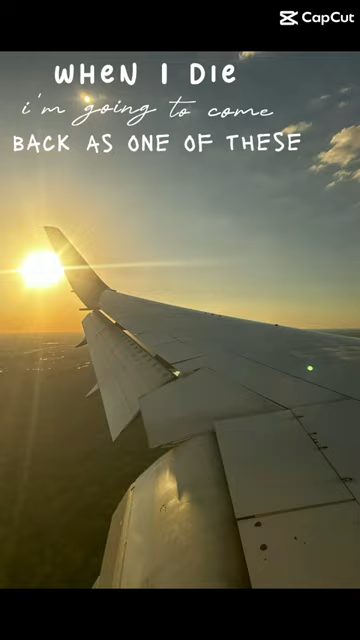 CapCut
WHEN I DIE
i'm going to come
BACK AS ONE OF THESE